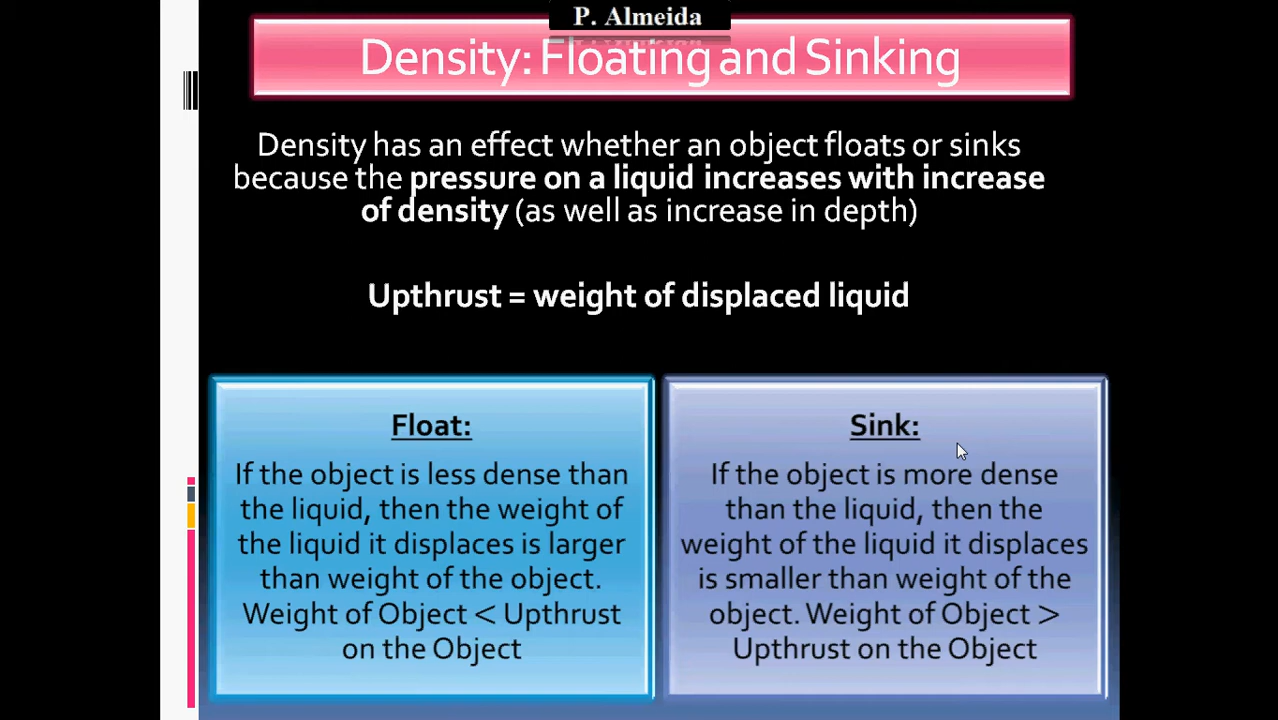 P. Almeida
Density: Floating and Sinking
Density has an effect whether an object floats or sinks
because the pressure on a liquid increases with increase
of density (as well as increase in depth)
Upthrust = weight of displaced liquid
Float:
If the object is less dense than
the liquid, then the weight of
the liquid it displaces is larger
than weight of the object.
Weight of Object < Upthrust
on the Object
Sink:
If the object is more dense
than the liquid, then the
weight of the liquid it displaces
is smaller than weight of the
object. Weight of Object >
Upthrust on the Object